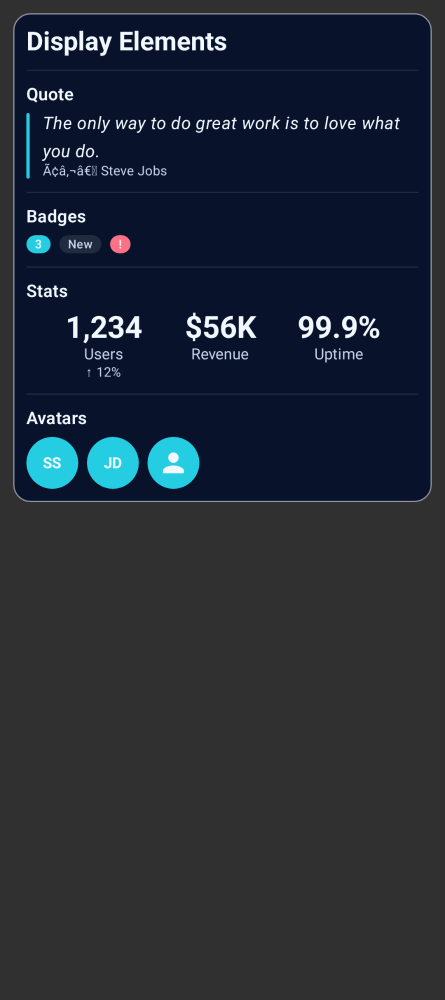 Display Elements
Quote
The only way to do great work is to love what
you do.
Ã¢â‚¬â€ Steve Jobs
Badges
3 New !
Stats
1,234 $56K 99.9%
Users Revenue Uptime
↑ 12%
Avatars
SS JD